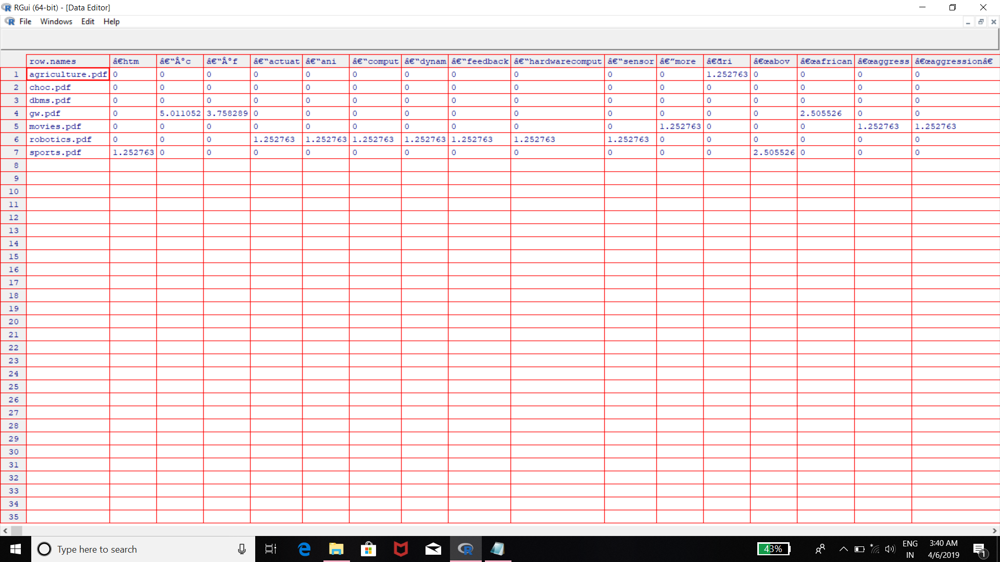 RGui (64-bit) - [Data Editor]
File Windows Edit Help
row.names â€htm â€“Â°c â€“Â°f â€“actuat â€“ani â€“comput â€“dynam â€“feedback â€“hardwarecomput â€“sensor â€”more â€œabov â€œafrican â€œaggress â€œaggressionâ€
1 agriculture.pdf 0 0 0 0 0 0 0 0 0 0 0 1.252763 0 0 0 0
2 choc.pdf 0 0 0 0 0 0 0 0 0 0 0 0 0 0 0 0
3 dbms.pdf 0 0 0 0 0 0 0 0 0 0 0 0 0 0 0 0
4 gw.pdf 0 5.011052 3.758289 0 0 0 0 0 0 0 0 0 0 2.505526 0 0
5 movies.pdf 0 0 0 0 0 0 0 0 0 0 1.252763 0 0 0 1.252763 1.252763
6 robotics.pdf 0 0 0 1.252763 1.252763 1.252763 1.252763 1.252763 1.252763 1.252763 0 0 0 0 0 0
7 sports.pdf 1.252763 0 0 0 0 0 0 0 0 0 0 0 2.505526 0 0 0
8
9
10
11
12
13
14
15
16
17
18
19
20
21
22
23
24
25
26
27
28
29
30
31
32
33
34
35
Type here to search
43%
ENG
IN
3:40 AM
4/6/2019
1